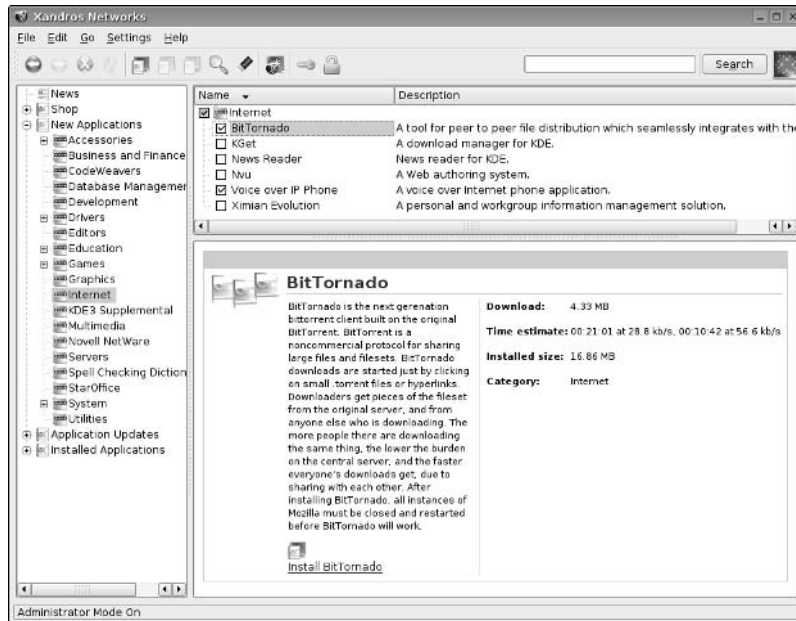 Xandros Networks
File Edit Go Settings Help
Search
News
Shop
New Applications
Accessories
Business and Finance
CodeWeavers
Database Managemer
Development
Drivers
Editors
Education
Games
Graphics
Internet
KDE3 Supplemental
Multimedia
Novell NetWare
Servers
Spell Checking Diction
StarOffice
System
Utilities
Application Updates
Installed Applications
Name Description
Internet
BitTornado A tool for peer to peer file distribution which seamlessly integrates with the
KGet A download manager for KDE.
News Reader News reader for KDE.
Nvu A Web authoring system.
Voice over IP Phone A voice over Internet phone application.
Ximian Evolution A personal and workgroup information management solution.
BitTornado
BitTornado is the next gerenation
bittorrent client built on the original
BitTorrent. BitTorrent is a
noncommercial protocol for sharing
large files and filesets. BitTornado
downloads are started just by clicking
on small .torrent files or hyperlinks.
Downloaders get pieces of the fileset
from the original server, and from
anyone else who is downloading. The
more people there are downloading
the same thing, the lower the burden
on the central server, and the faster
everyone's downloads get, due to
sharing with each other. After
installing BitTornado, all instances of
Mozilla must be closed and restarted
before BitTornado will work.
Install BitTornado
Download: 4.33 MB
Time estimate: 00:21:01 at 28.8 kb/s, 00:10:42 at 56.6 kb/s
Installed size: 16.86 MB
Category: Internet
Administrator Mode On